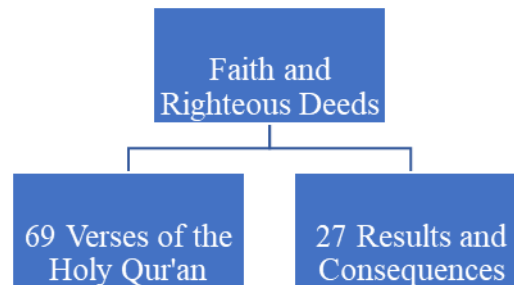 Faith and
Righteous Deeds
69 Verses of the
Holy Qur'an
27 Results and
Consequences